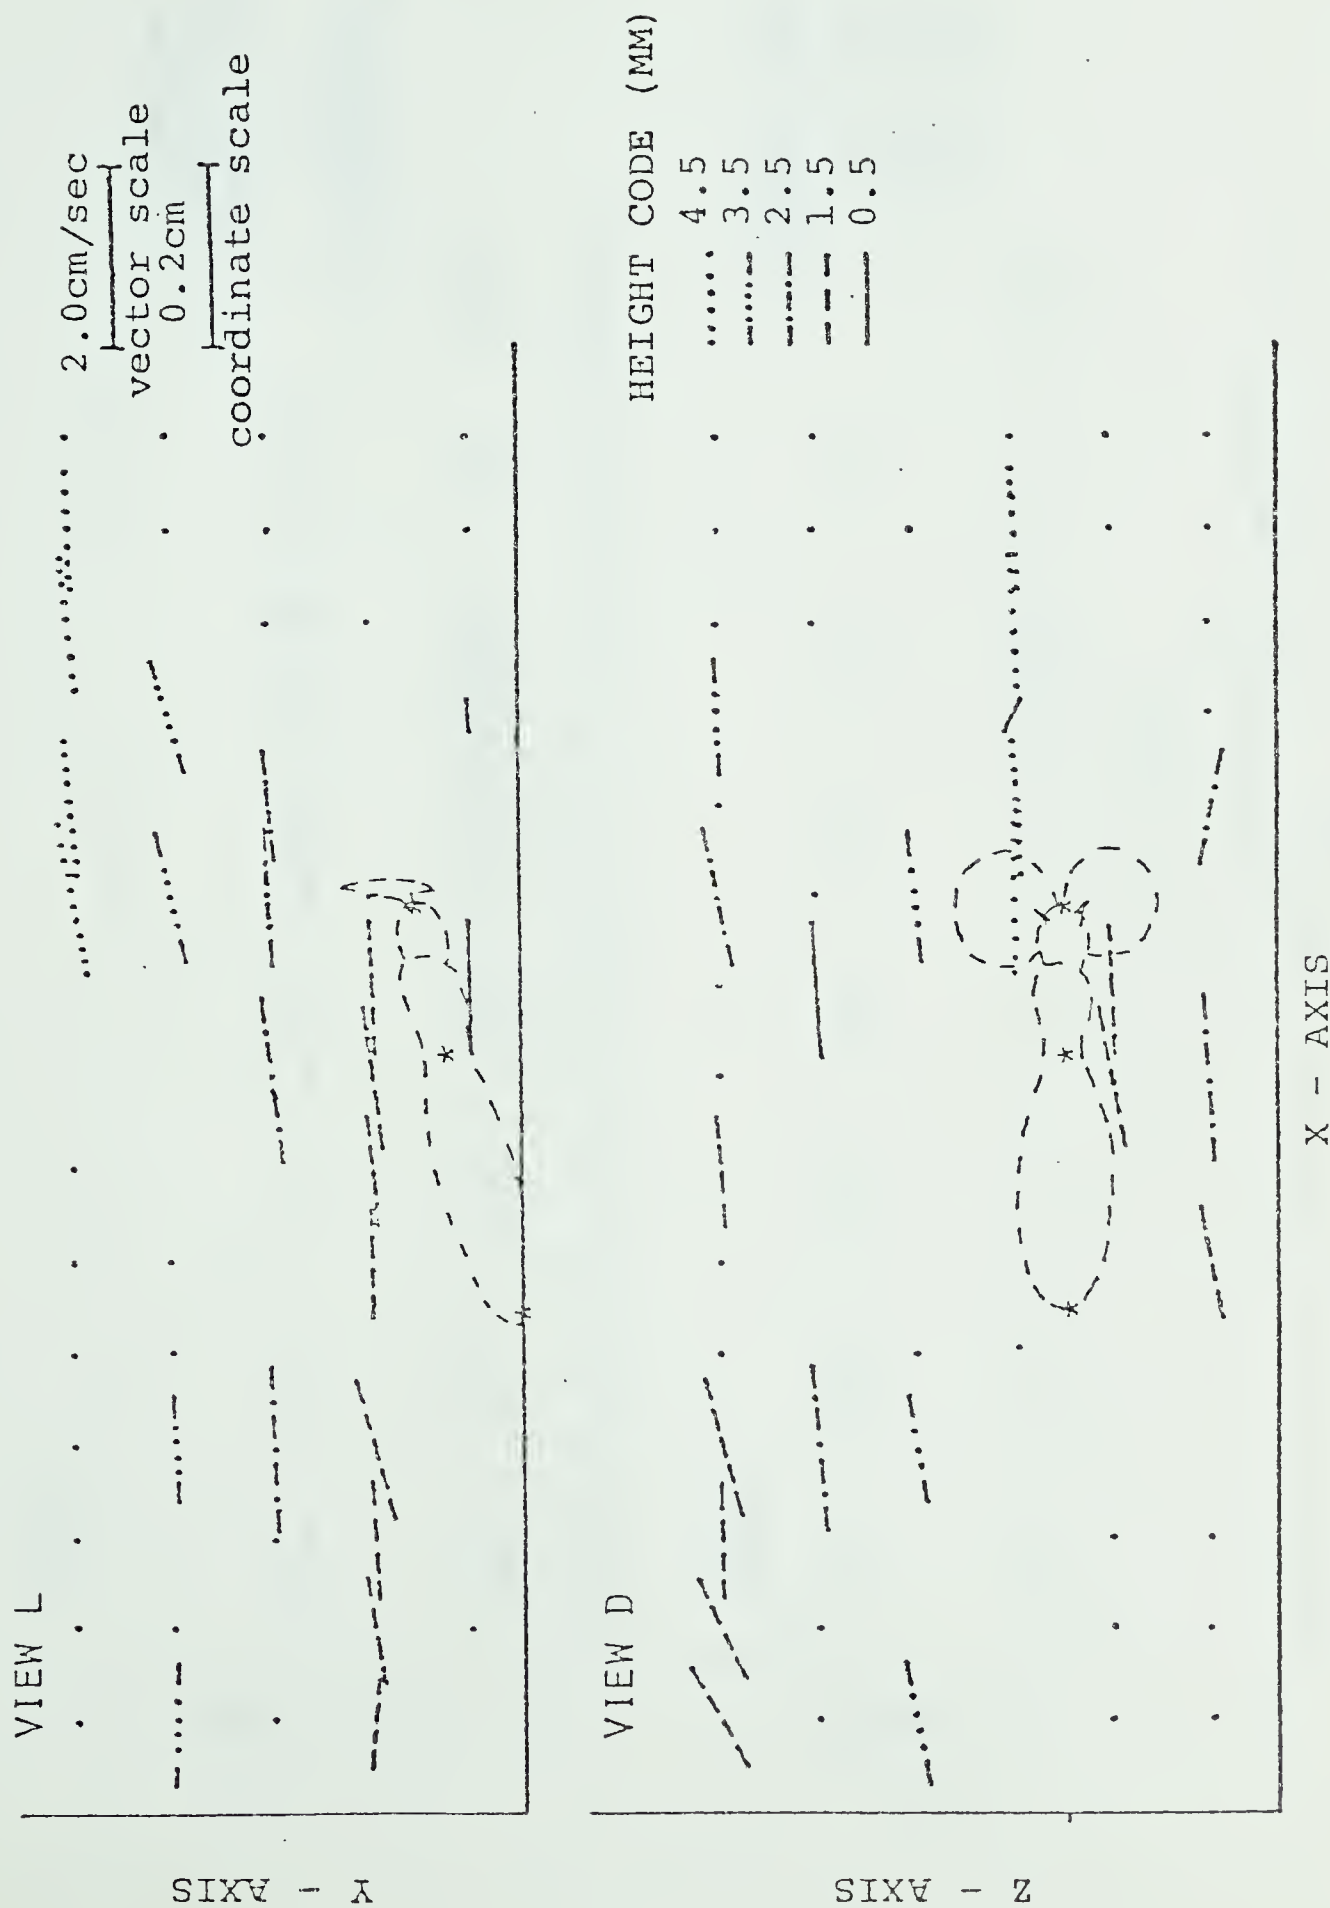 VIEW L
2.0cm/sec
vector scale
0.2cm
coordinate scale
Y - AXIS
VIEW D
HEIGHT CODE (MM)
4.5
3.5
2.5
1.5
0.5
Z - AXIS
X - AXIS